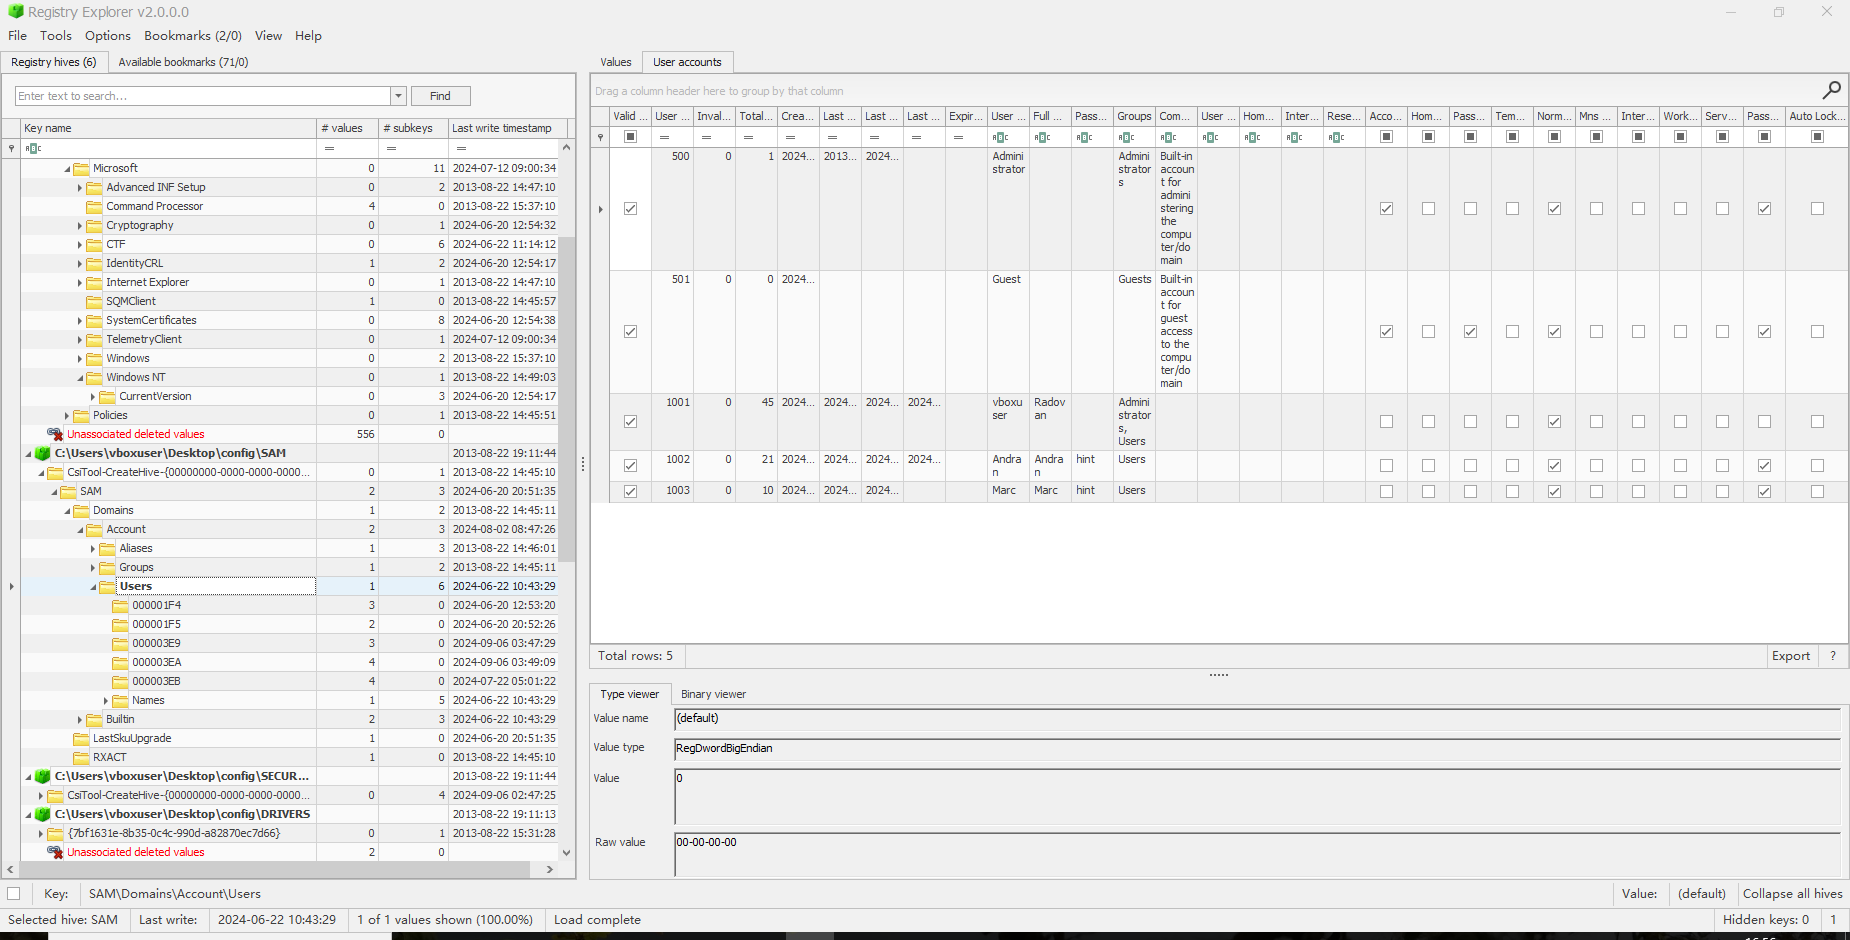 Registry Explorer v2.0.0.0
File Tools Options Bookmarks (2/0) View Help
Registry hives (6) Available bookmarks (71/0)
Enter text to search... Find
Key name # values # subkeys Last write timestamp
= = =
Microsoft 0 11 2024-07-12 09:00:34
Advanced INF Setup 0 2 2013-08-22 14:47:10
Command Processor 4 0 2013-08-22 15:37:10
Cryptography 0 1 2024-06-20 12:54:32
CTF 0 6 2024-06-22 11:14:12
IdentityCRL 1 2 2024-06-20 12:54:17
Internet Explorer 0 1 2013-08-22 14:47:10
SQMClient 1 0 2013-08-22 14:45:57
SystemCertificates 0 8 2024-06-20 12:54:38
TelemetryClient 0 1 2024-07-12 09:00:34
Windows 0 2 2013-08-22 15:37:10
Windows NT 0 1 2013-08-22 14:49:03
CurrentVersion 0 3 2024-06-20 12:54:17
Policies 0 1 2013-08-22 14:45:51
Unassociated deleted values 556 0
C:\Users\vboxuser\Desktop\config\SAM 2013-08-22 19:11:44
CsiTool-CreateHive-{00000000-0000-0000-0000... 0 1 2013-08-22 14:45:10
SAM 2 3 2024-06-20 20:51:35
Domains 1 2 2013-08-22 14:45:11
Account 2 3 2024-08-02 08:47:26
Aliases 1 3 2013-08-22 14:46:01
Groups 1 2 2013-08-22 14:45:11
Users 1 6 2024-06-22 10:43:29
000001F4 3 0 2024-06-20 12:53:20
000001F5 2 0 2024-06-20 20:52:26
000003E9 3 0 2024-09-06 03:47:29
000003EA 4 0 2024-09-06 03:49:09
000003EB 4 0 2024-07-22 05:01:22
Names 1 5 2024-06-22 10:43:29
Builtin 2 3 2024-06-22 10:43:29
LastSkuUpgrade 1 0 2024-06-20 20:51:35
RXACT 1 0 2013-08-22 14:45:10
C:\Users\vboxuser\Desktop\config\SECUR... 2013-08-22 19:11:44
CsiTool-CreateHive-{00000000-0000-0000-0000... 0 4 2024-09-06 02:47:25
C:\Users\vboxuser\Desktop\config\DRIVERS 2013-08-22 19:11:13
{7bf1631e-8b35-0c4c-990d-a82870ec7d66} 0 1 2013-08-22 15:31:28
Unassociated deleted values 2 0
Values User accounts
Drag a column header here to group by that column
Valid ... User ... Inval... Total... Crea... Last ... Last ... Last ... Expir... User ... Full ... Pass... Groups Com... User ... Hom... Inter... Rese... Acco... Hom... Pass... Tem... Norm... Mns ... Inter... Work... Serv... Pass... Auto Lock...
500 0 1 2024... 2013... 2024... Admini Admini Built-in
strator strator accoun
s t for
admini
stering
the
compu
ter/do
main
501 0 0 2024... Guest Guests Built-in
accoun
t for
guest
access
to the
compu
ter/do
main
1001 0 45 2024... 2024... 2024... 2024... vboxu Radov Admini
ser an strator
s,
Users
1002 0 21 2024... 2024... 2024... 2024... Andra Andra hint Users
n n
1003 0 10 2024... 2024... 2024... Marc Marc hint Users
Total rows: 5 Export ?
Type viewer Binary viewer
Value name (default)
Value type RegDwordBigEndian
Value 0
Raw value 00-00-00-00
Key: SAM\Domains\Account\Users Value: (default) Collapse all hives
Selected hive: SAM Last write: 2024-06-22 10:43:29 1 of 1 values shown (100.00%) Load complete Hidden keys: 0 1